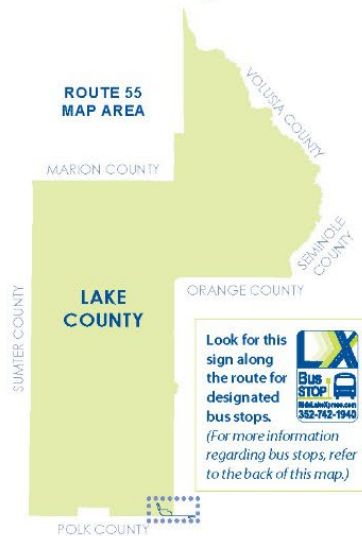 ROUTE 55
MAP AREA
VOLUSIA COUNTY
MARION COUNTY
SEMINOLE
COUNTY
ORANGE COUNTY
SUMTER COUNTY
LAKE
COUNTY
Look for this
sign along
the route for
designated
bus stops.
(For more information
regarding bus stops, refer
to the back of this map.)
LX
BUS
STOP
RideLakeXpress.com
352-742-1940
POLK COUNTY